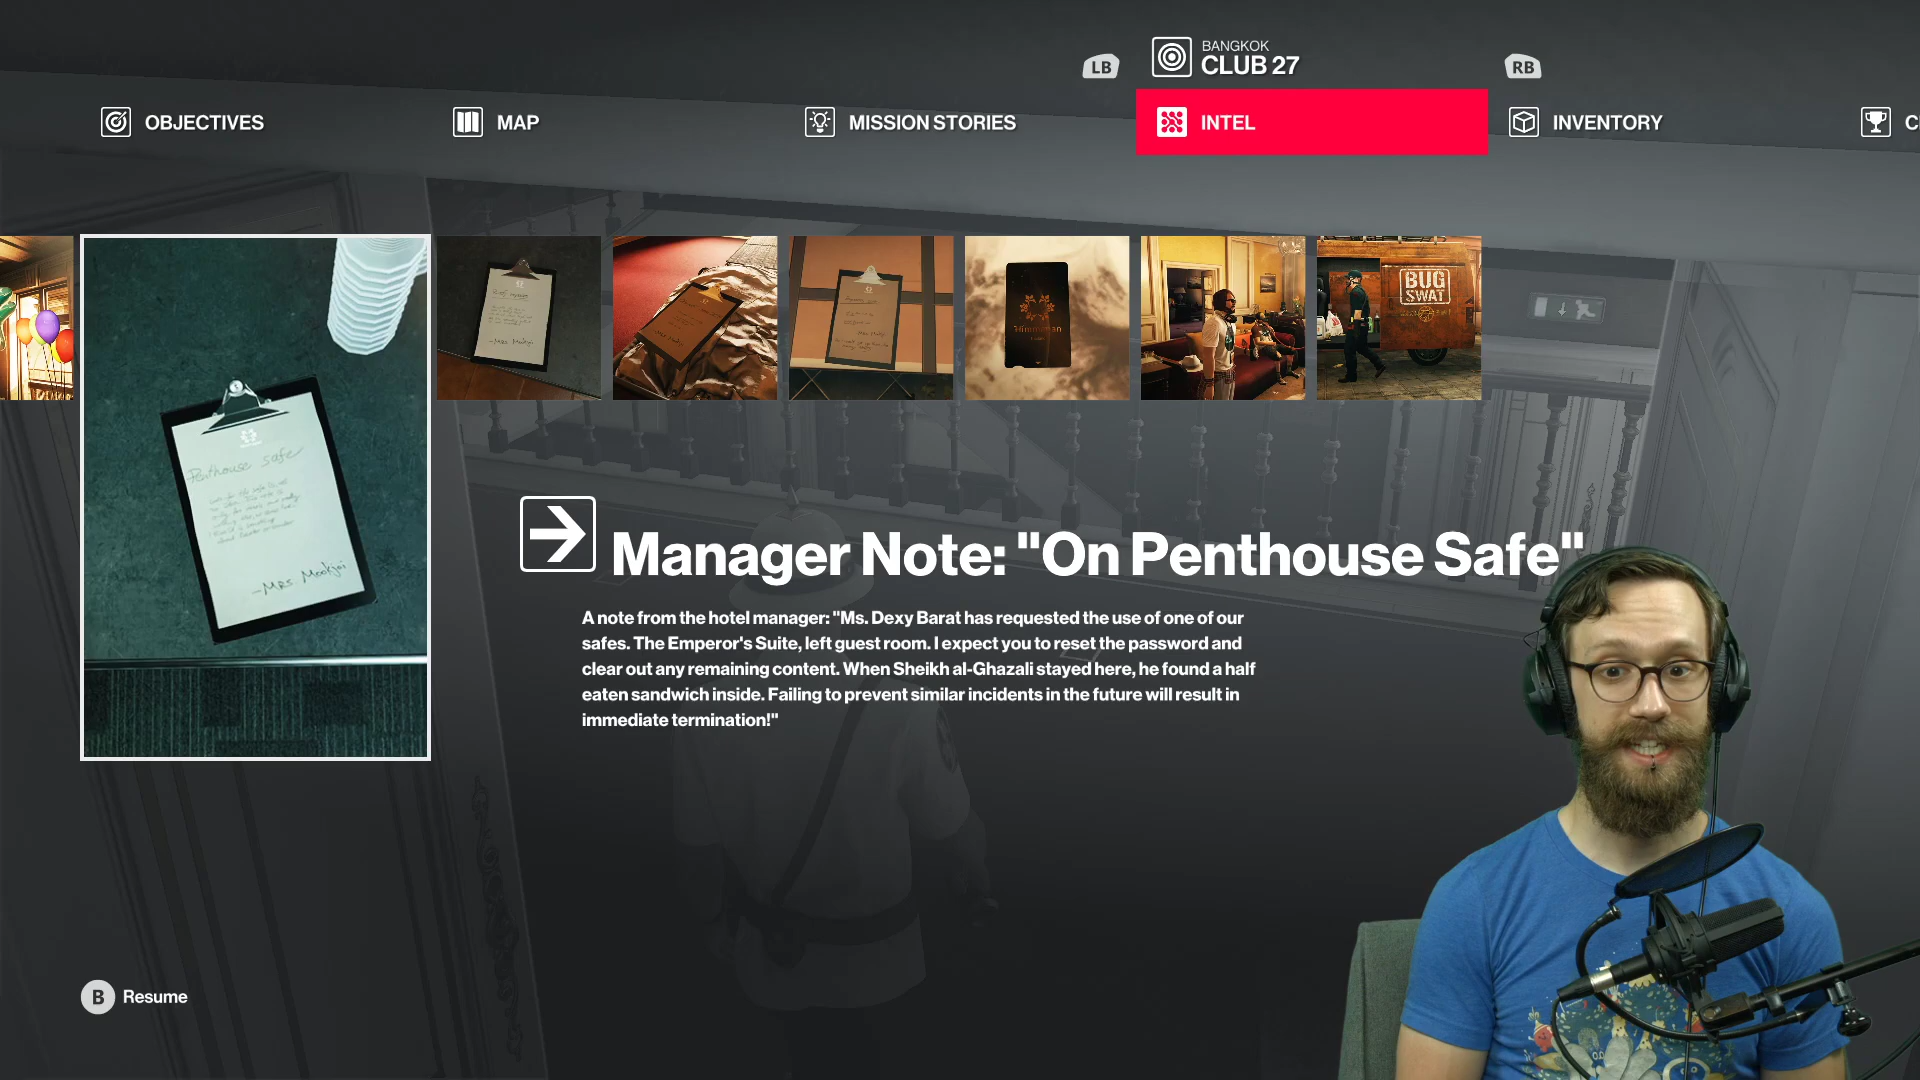 BANGKOK
LB
CLUB 27
RB
OBJECTIVES
MAP
MISSION STORIES
INTEL
INVENTORY
BUG
SWAT
Penthouse safe
-Mrs. Mookjai
Manager Note: "On Penthouse Safe"
A note from the hotel manager: "Ms. Dexy Barat has requested the use of one of our
safes. The Emperor's Suite, left guest room. I expect you to reset the password and
clear out any remaining content. When Sheikh al-Ghazali stayed here, he found a half
eaten sandwich inside. Failing to prevent similar incidents in the future will result in
immediate termination!"
B Resume